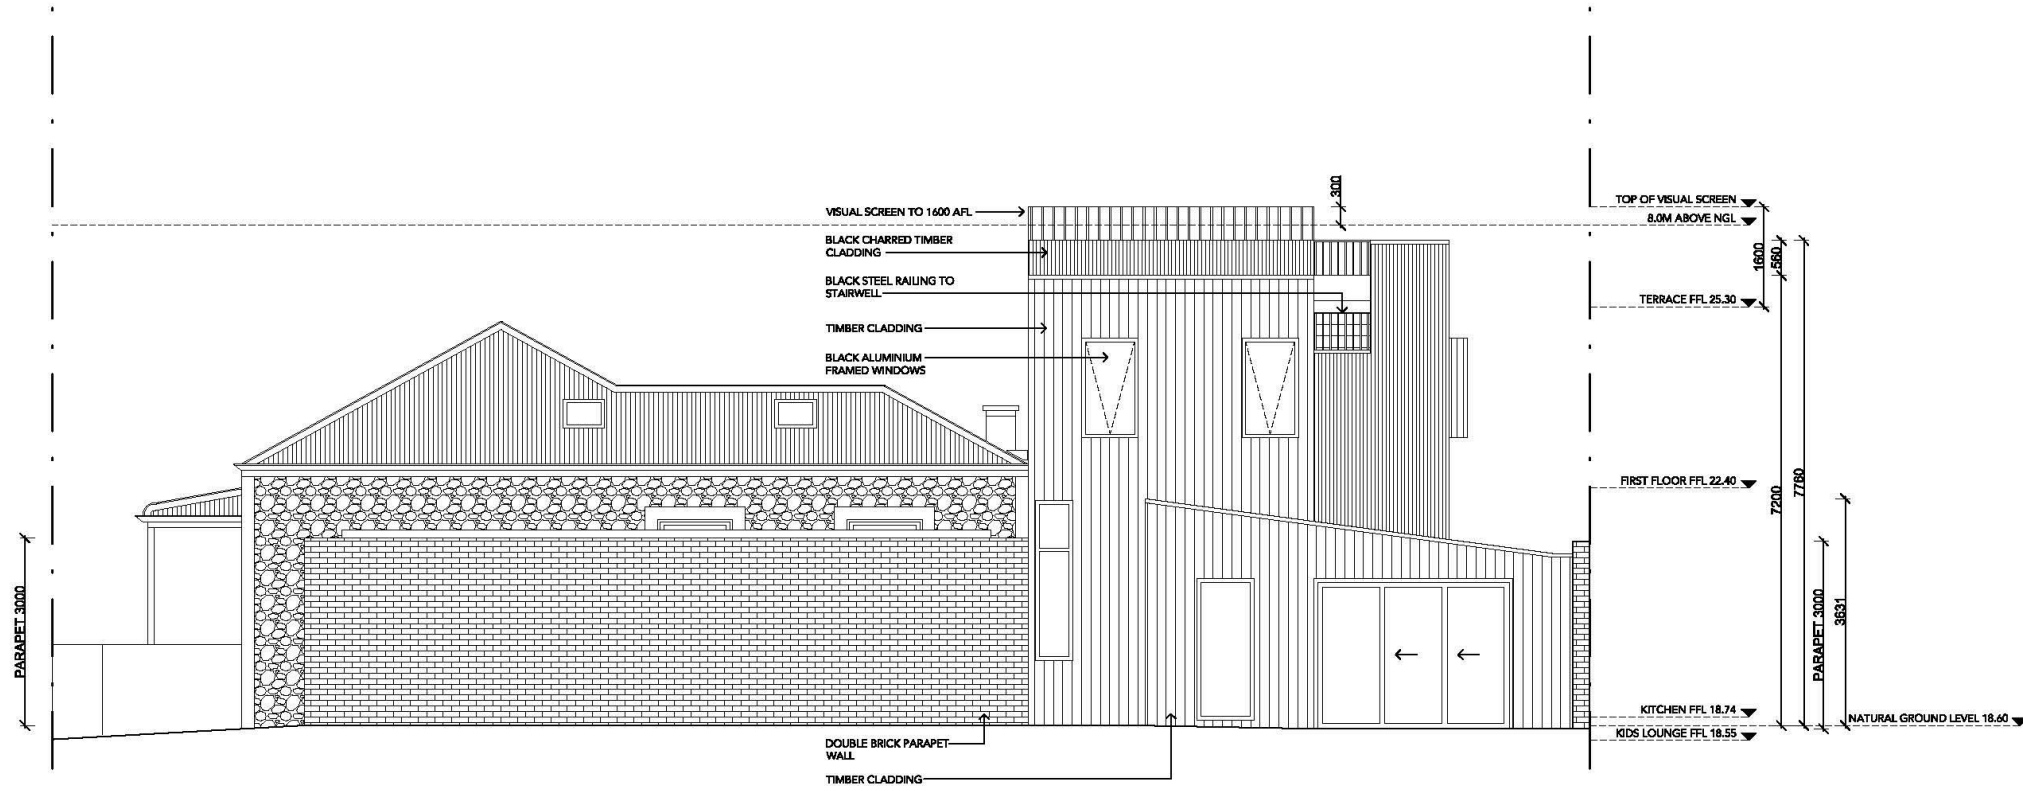 300
TOP OF VISUAL SCREEN
VISUAL SCREEN TO 1600 AFL
8.0M ABOVE NGL
BLACK CHARRED TIMBER
CLADDING
1600
560
BLACK STEEL RAILING TO
STAIRWELL
TERRACE FFL 25.30
TIMBER CLADDING
BLACK ALUMINIUM
FRAMED WINDOWS
FIRST FLOOR FFL 22.40
7200
7760
PARAPET 3000
PARAPET 3000
3631
KITCHEN FFL 18.74
NATURAL GROUND LEVEL 18.60
KIDS LOUNGE FFL 18.55
DOUBLE BRICK PARAPET
WALL
TIMBER CLADDING